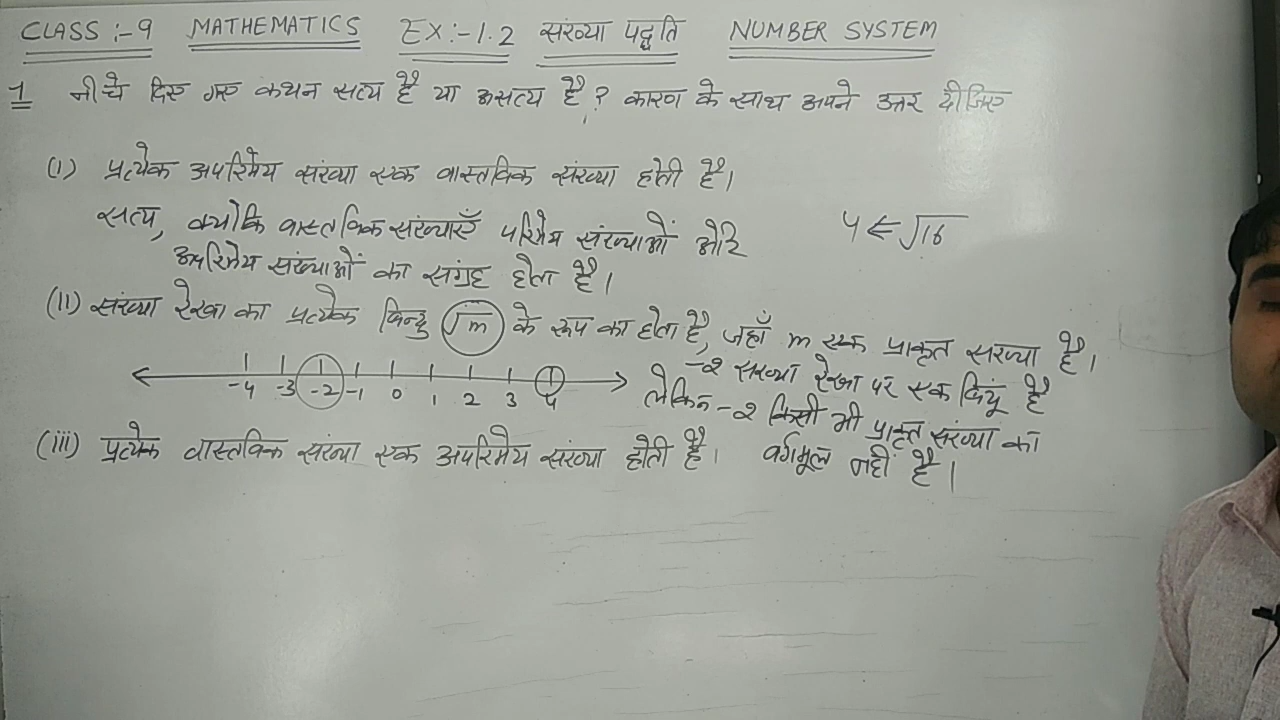 CLASS :- 9 MATHEMATICS EX :- 1.2 संख्या पद्धति NUMBER SYSTEM
1 नीचे दिए गए कथन सत्य है या असत्य है? कारण के साथ अपने उत्तर दीजिए
(i) प्रत्येक अपरिमेय संख्या एक वास्तविक संख्या होती है।
सत्य, क्योंकि वास्तविक संख्याएँ परिमेय संख्याओं और
अपरिमेय संख्याओं का संग्रह होता है।
4 ← √16
(ii) संख्या रेखा का प्रत्येक बिन्दु √m के रूप का होता है, जहाँ m एक प्राकृत संख्या है।
-4 -3 -2 -1 0 1 2 3 4
-2 संख्या रेखा पर एक बिंदू है
लेकिन -2 किसी भी प्राकृत संख्या का
वर्गमूल नही है।
(iii) प्रत्येक वास्तविक संख्या एक अपरिमेय संख्या होती है।